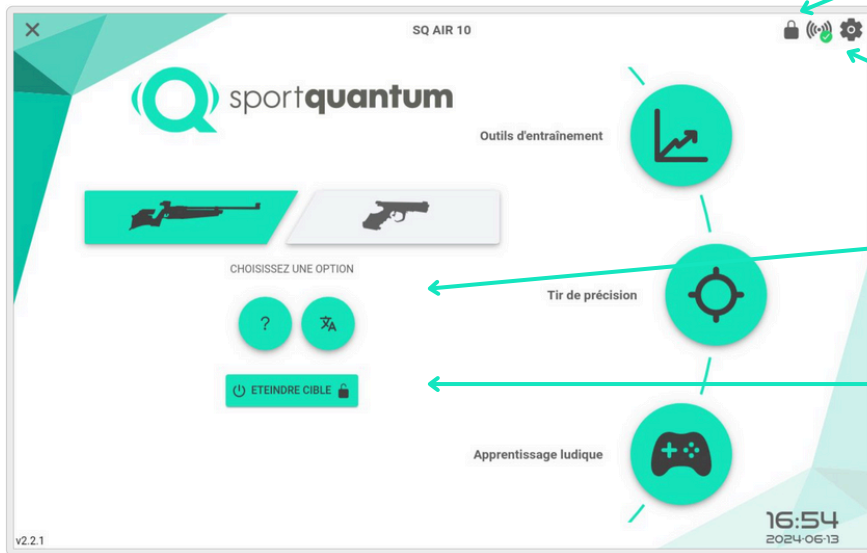 SQ AIR 10
sportquantum
Outils d'entraînement
CHOISISSEZ UNE OPTION
Tir de précision
?
ETEINDRE CIBLE
Apprentissage ludique
16:54
v2.2.1
2024-06-13